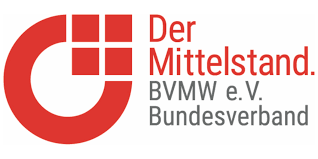 Der
Mittelstand.
BVMW e.V.
Bundesverband